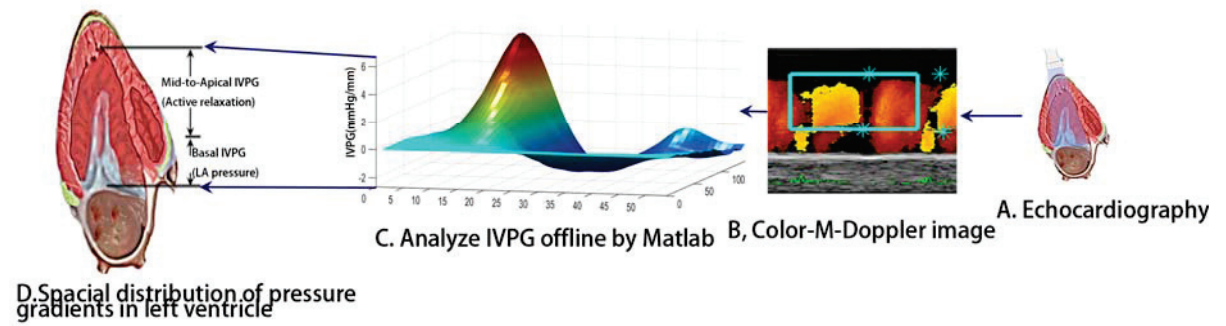 Mid-to-Apical IVPG
(Active relaxation)
Basal IVPG
(LA pressure)
D.Spacial distribution of pressure
gradients in left ventricle
IVPG(mmHg/mm)
6
4
2
0
-2
0 5 10 15 20 25 30 35 40 45 50
0 50 100
C. Analyze IVPG offline by Matlab
B, Color-M-Doppler image
A. Echocardiography